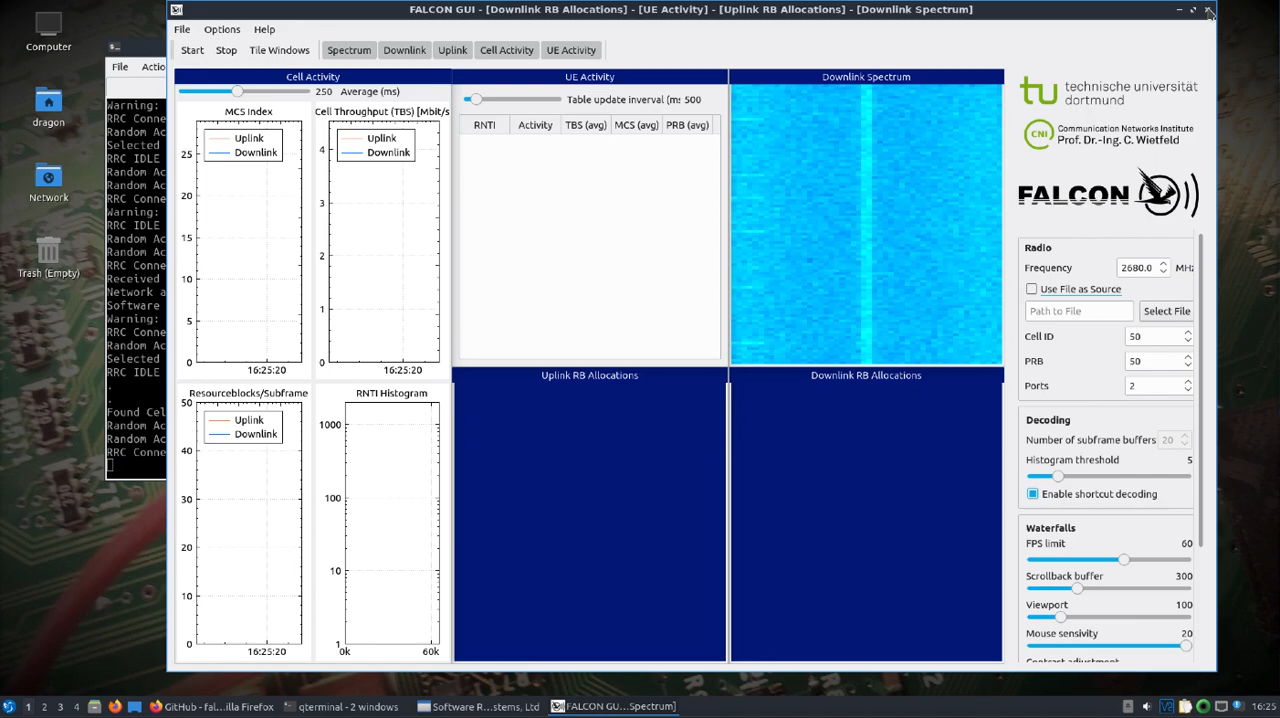 FALCON GUI - [Downlink RB Allocations] - [UE Activity] - [Uplink RB Allocations] - [Downlink Spectrum]
File Options Help
Start Stop Tile Windows Spectrum Downlink Uplink Cell Activity UE Activity
Computer
dragon
Network
Trash (Empty)
File Actio
Warning:
RRC Conne
Random Ac
Selected
RRC IDLE
Random Ac
Random Ac
RRC Conne
Warning:
RRC IDLE
Random Ac
Random Ac
RRC Conne
Received
Network a
Software
Warning:
RRC Conne
Random Ac
Selected
RRC IDLE
.
.
Found Cel
Random Ac
Random Ac
RRC Conne
Cell Activity
250 Average (ms)
MCS Index
Uplink
Downlink
25
20
15
10
5
0
16:25:20
Cell Throughput (TBS) [Mbit/s
Uplink
Downlink
4
3
2
1
0
16:25:20
Resourceblocks/Subframe
Uplink
Downlink
50
40
30
20
10
0
16:25:20
RNTI Histogram
1000
100
10
1
0k 60k
UE Activity
Table update inverval (m: 500
RNTI Activity TBS (avg) MCS (avg) PRB (avg)
Downlink Spectrum
Uplink RB Allocations
Downlink RB Allocations
tu technische universität
dortmund
CNI Communication Networks Institute
Prof. Dr.-Ing. C. Wietfeld
FALCON
Radio
Frequency 2680.0 MHz
Use File as Source
Path to File Select File
Cell ID 50
PRB 50
Ports 2
Decoding
Number of subframe buffers 20
Histogram threshold 5
Enable shortcut decoding
Waterfalls
FPS limit 60
Scrollback buffer 300
Viewport 100
Mouse sensivity 20
Contrast adjustment
1 2 3 4 GitHub - fal...illa Firefox qterminal - 2 windows Software R...stems, Ltd FALCON GU...Spectrum] 16:25